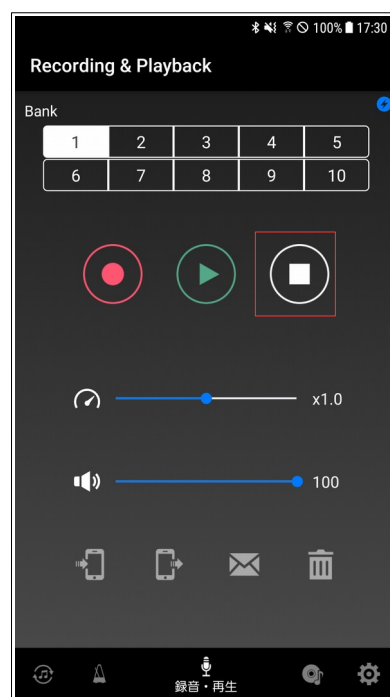 100% 17:30
Recording & Playback
Bank
1 2 3 4 5
6 7 8 9 10
x1.0
100
録音・再生